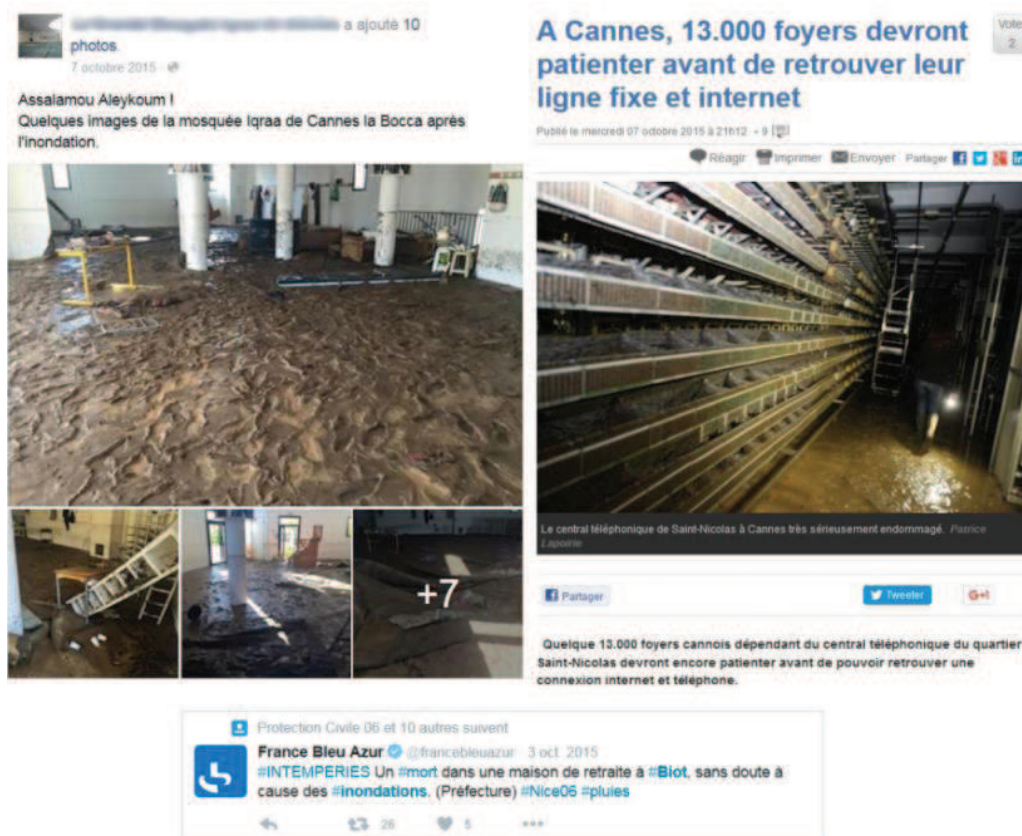 a ajouté 10
photos.
7 octobre 2015
Assalamou Aleykoum !
Quelques images de la mosquée Iqraa de Cannes la Bocca après
l'inondation.
+7
A Cannes, 13.000 foyers devront
patienter avant de retrouver leur
ligne fixe et internet
Vote
2
Publié le mercredi 07 octobre 2015 à 21h12 - 9
Réagir Imprimer Envoyer Partager
Le central téléphonique de Saint-Nicolas à Cannes très sérieusement endommagé. Patrice
Lapoirie
Partager Tweeter G+1
Quelque 13.000 foyers cannois dépendant du central téléphonique du quartier
Saint-Nicolas devront encore patienter avant de pouvoir retrouver une
connexion internet et téléphone.
Protection Civile 06 et 10 autres suivent
France Bleu Azur @francebleuazur 3 oct. 2015
#INTEMPERIES Un #mort dans une maison de retraite à #Biot, sans doute à
cause des #inondations. (Préfecture) #Nice06 #pluies
26 5